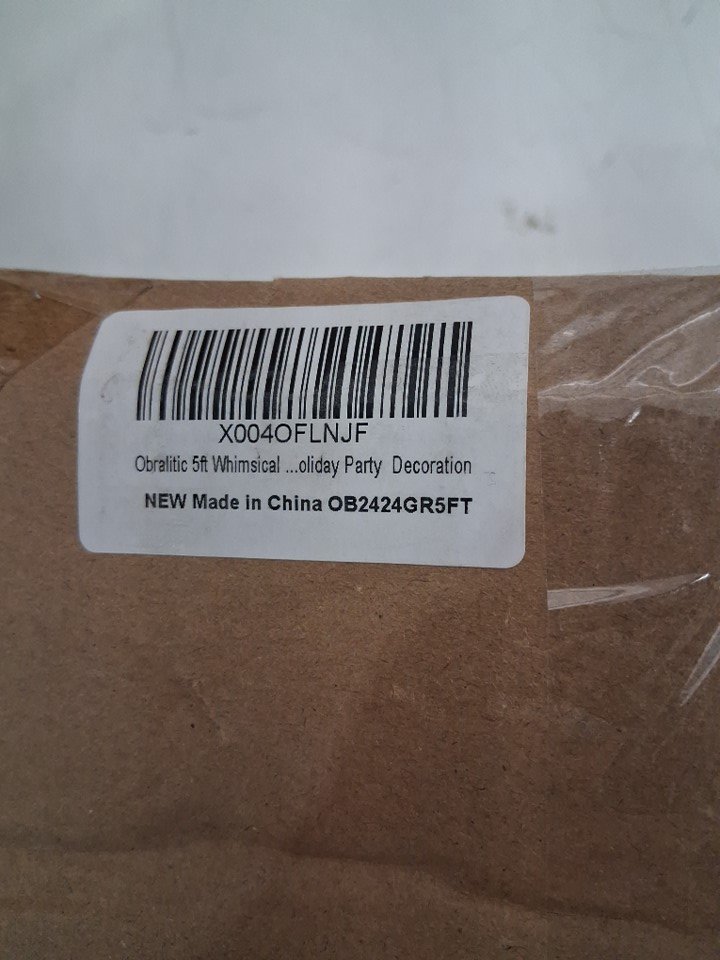 X004OFLNJF
Obralitic 5ft Whimsical ...oliday Party Decoration
NEW Made in China OB2424GR5FT